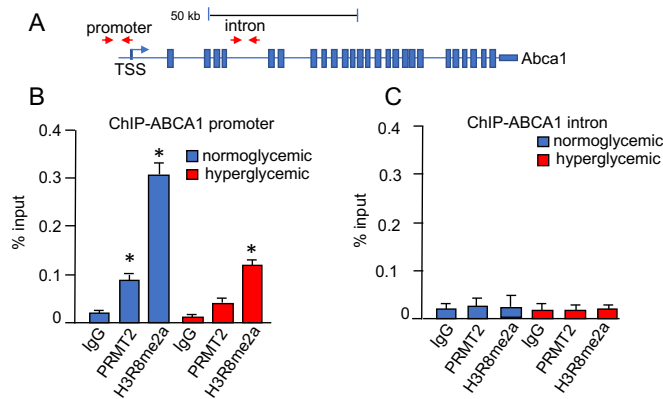 A
50 kb
promoter
intron
TSS
Abca1
B
ChIP-ABCA1 promoter
normoglycemic
hyperglycemic
% input
0.4
0.3
0.2
0.1
0
*
*
*
IgG
PRMT2
H3R8me2a
IgG
PRMT2
H3R8me2a
C
ChIP-ABCA1 intron
normoglycemic
hyperglycemic
% input
0.4
0.3
0.2
0.1
0
IgG
PRMT2
H3R8me2a
IgG
PRMT2
H3R8me2a